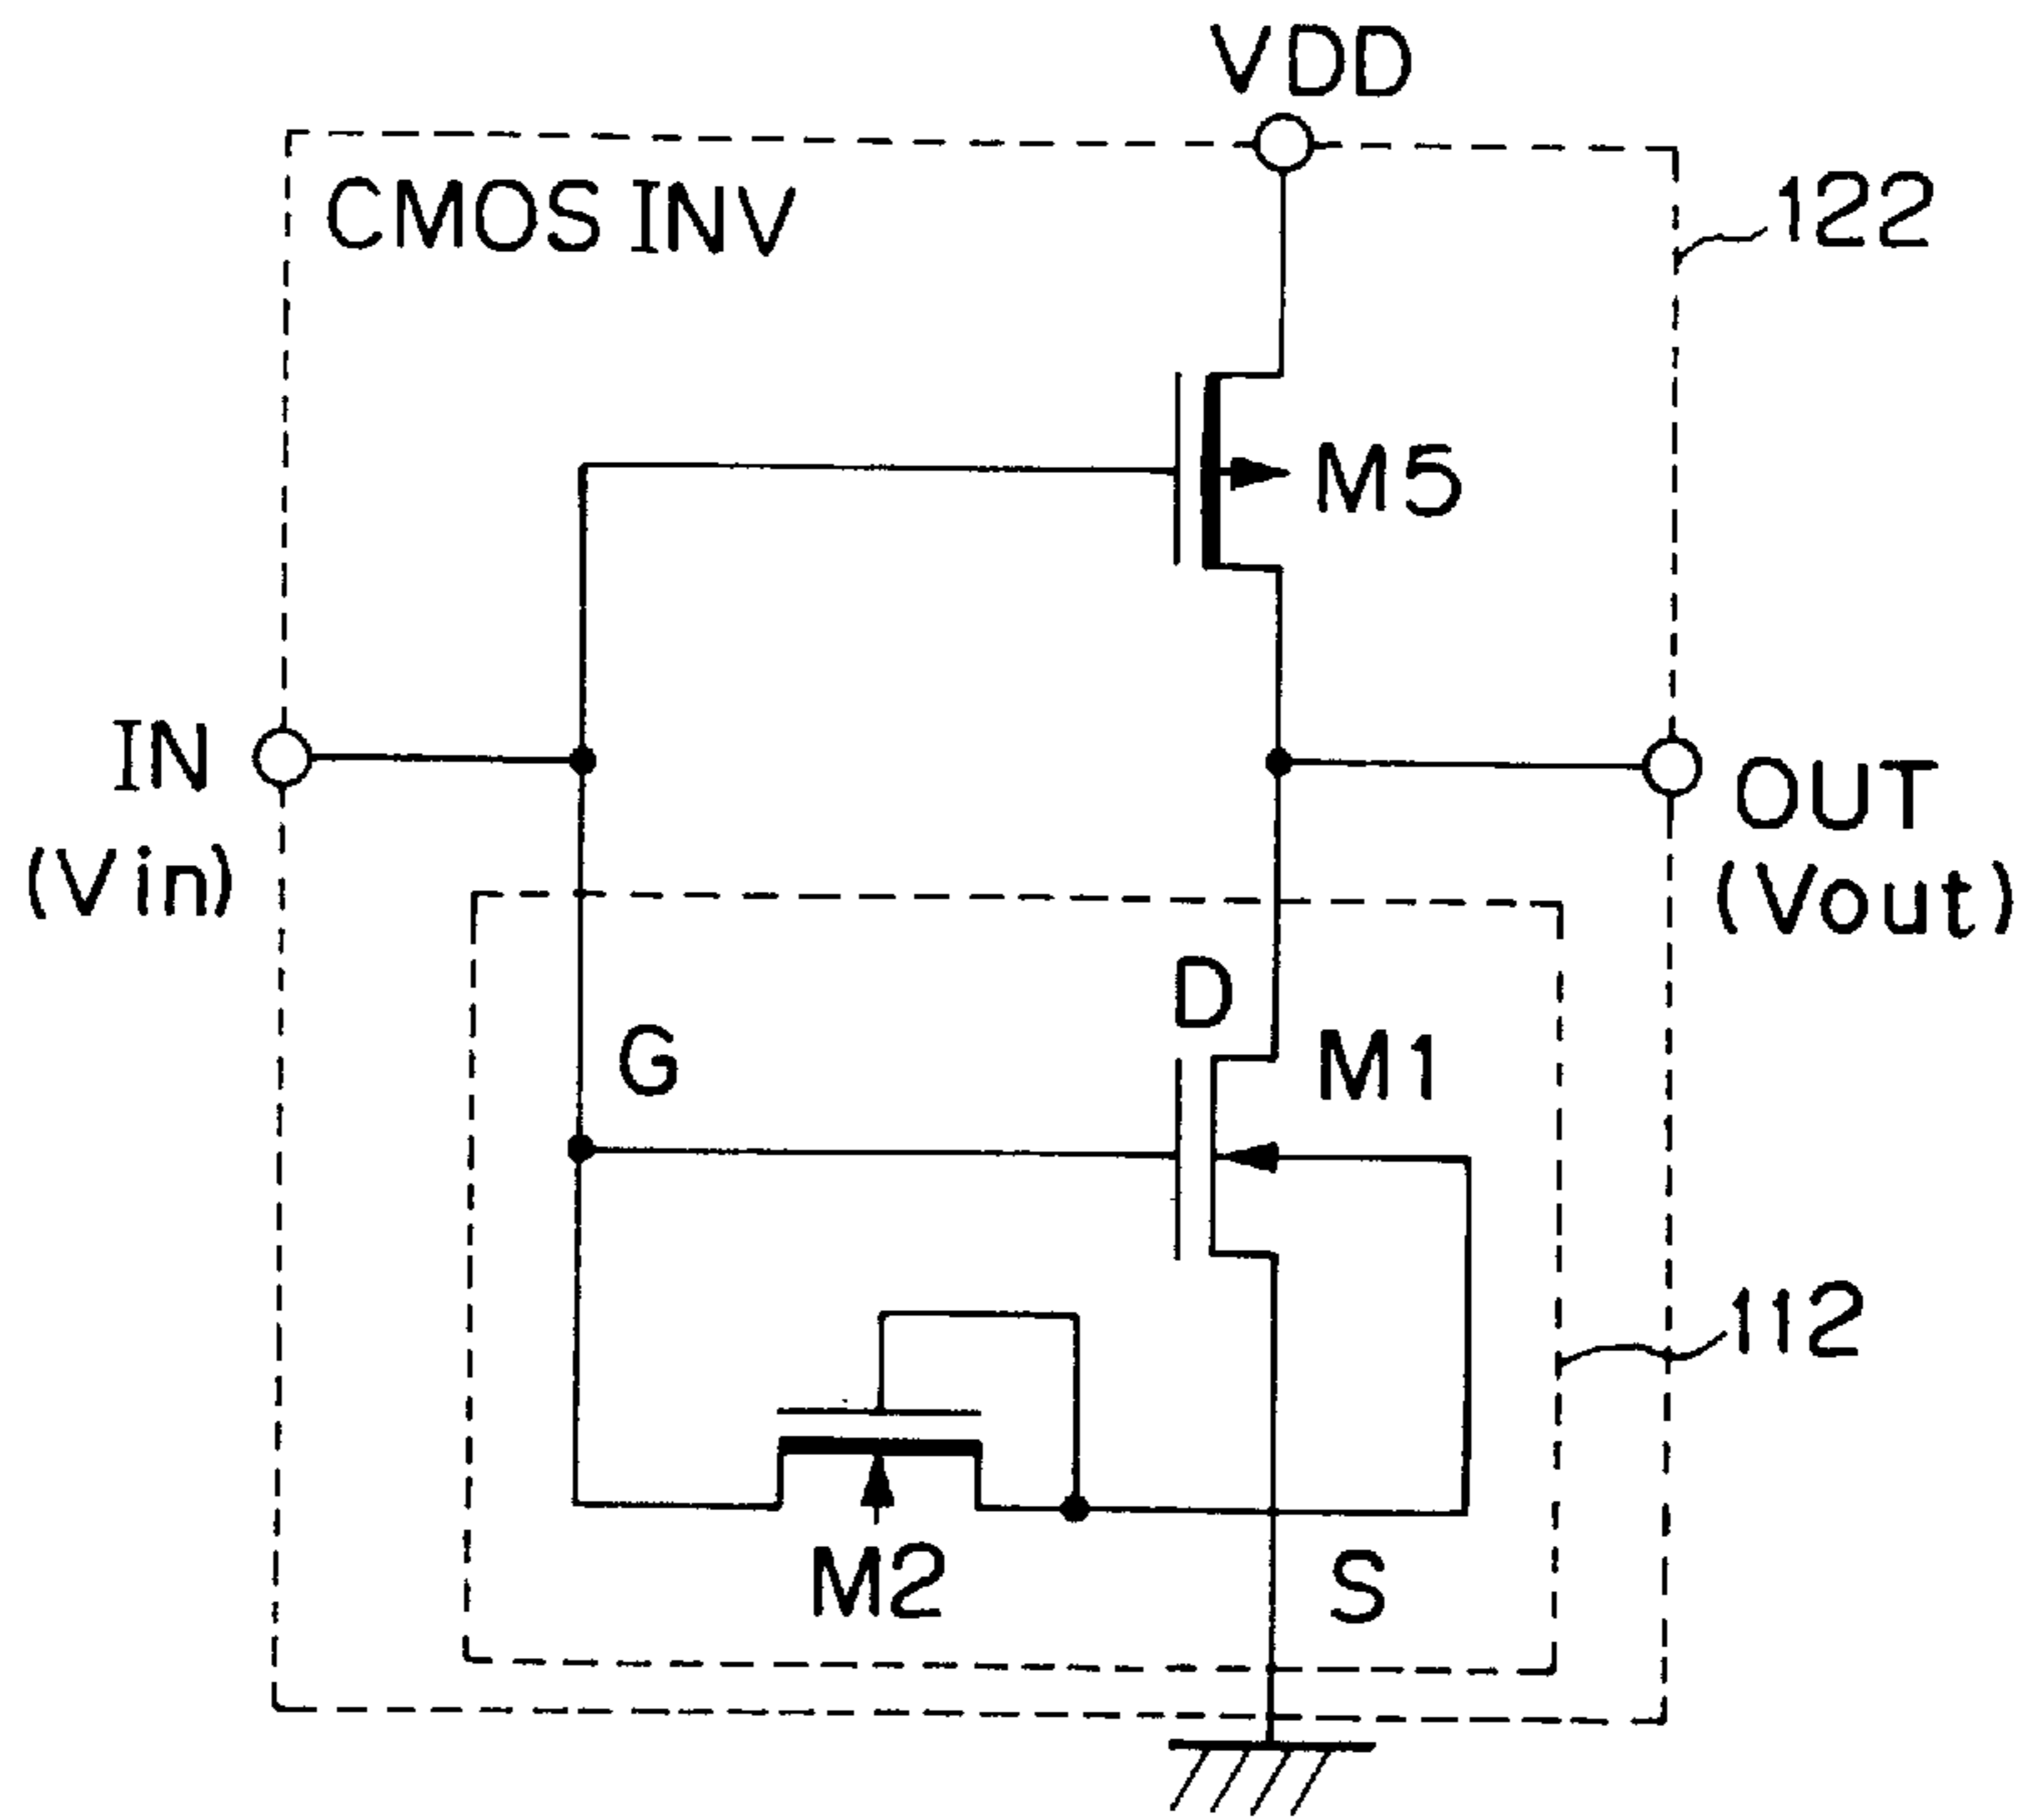 VDD
CMOS INV
122
M5
IN
(Vin)
OUT
(Vout)
D
G
M1
112
M2
S